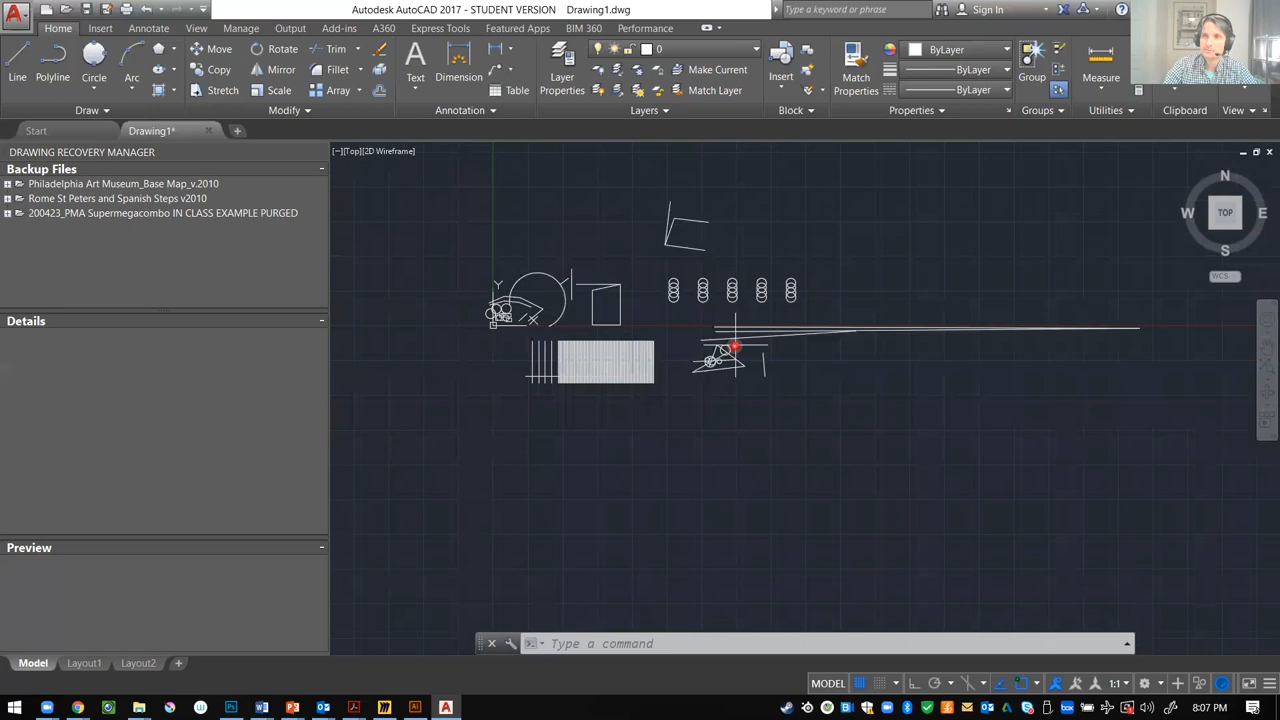 Autodesk AutoCAD 2017 - STUDENT VERSION Drawing1.dwg
Type a keyword or phrase
Sign In
Home Insert Annotate View Manage Output Add-ins A360 Express Tools Featured Apps BIM 360 Performance
Line
Polyline
Circle
Arc
Move
Copy
Stretch
Rotate
Mirror
Scale
Trim
Fillet
Array
Text
Dimension
Table
Layer
Properties
0
Make Current
Match Layer
Insert
Match
Properties
ByLayer
ByLayer
ByLayer
Group
Measure
Draw
Modify
Annotation
Layers
Block
Properties
Groups
Utilities
Clipboard
View
Start
Drawing1*
DRAWING RECOVERY MANAGER
Backup Files
Philadelphia Art Museum_Base Map_v.2010
Rome St Peters and Spanish Steps v2010
200423_PMA Supermegacombo IN CLASS EXAMPLE PURGED
Details
Preview
[−][Top][2D Wireframe]
N
W
TOP
E
S
WCS
Y
Type a command
Model
Layout1
Layout2
MODEL
1:1
8:07 PM